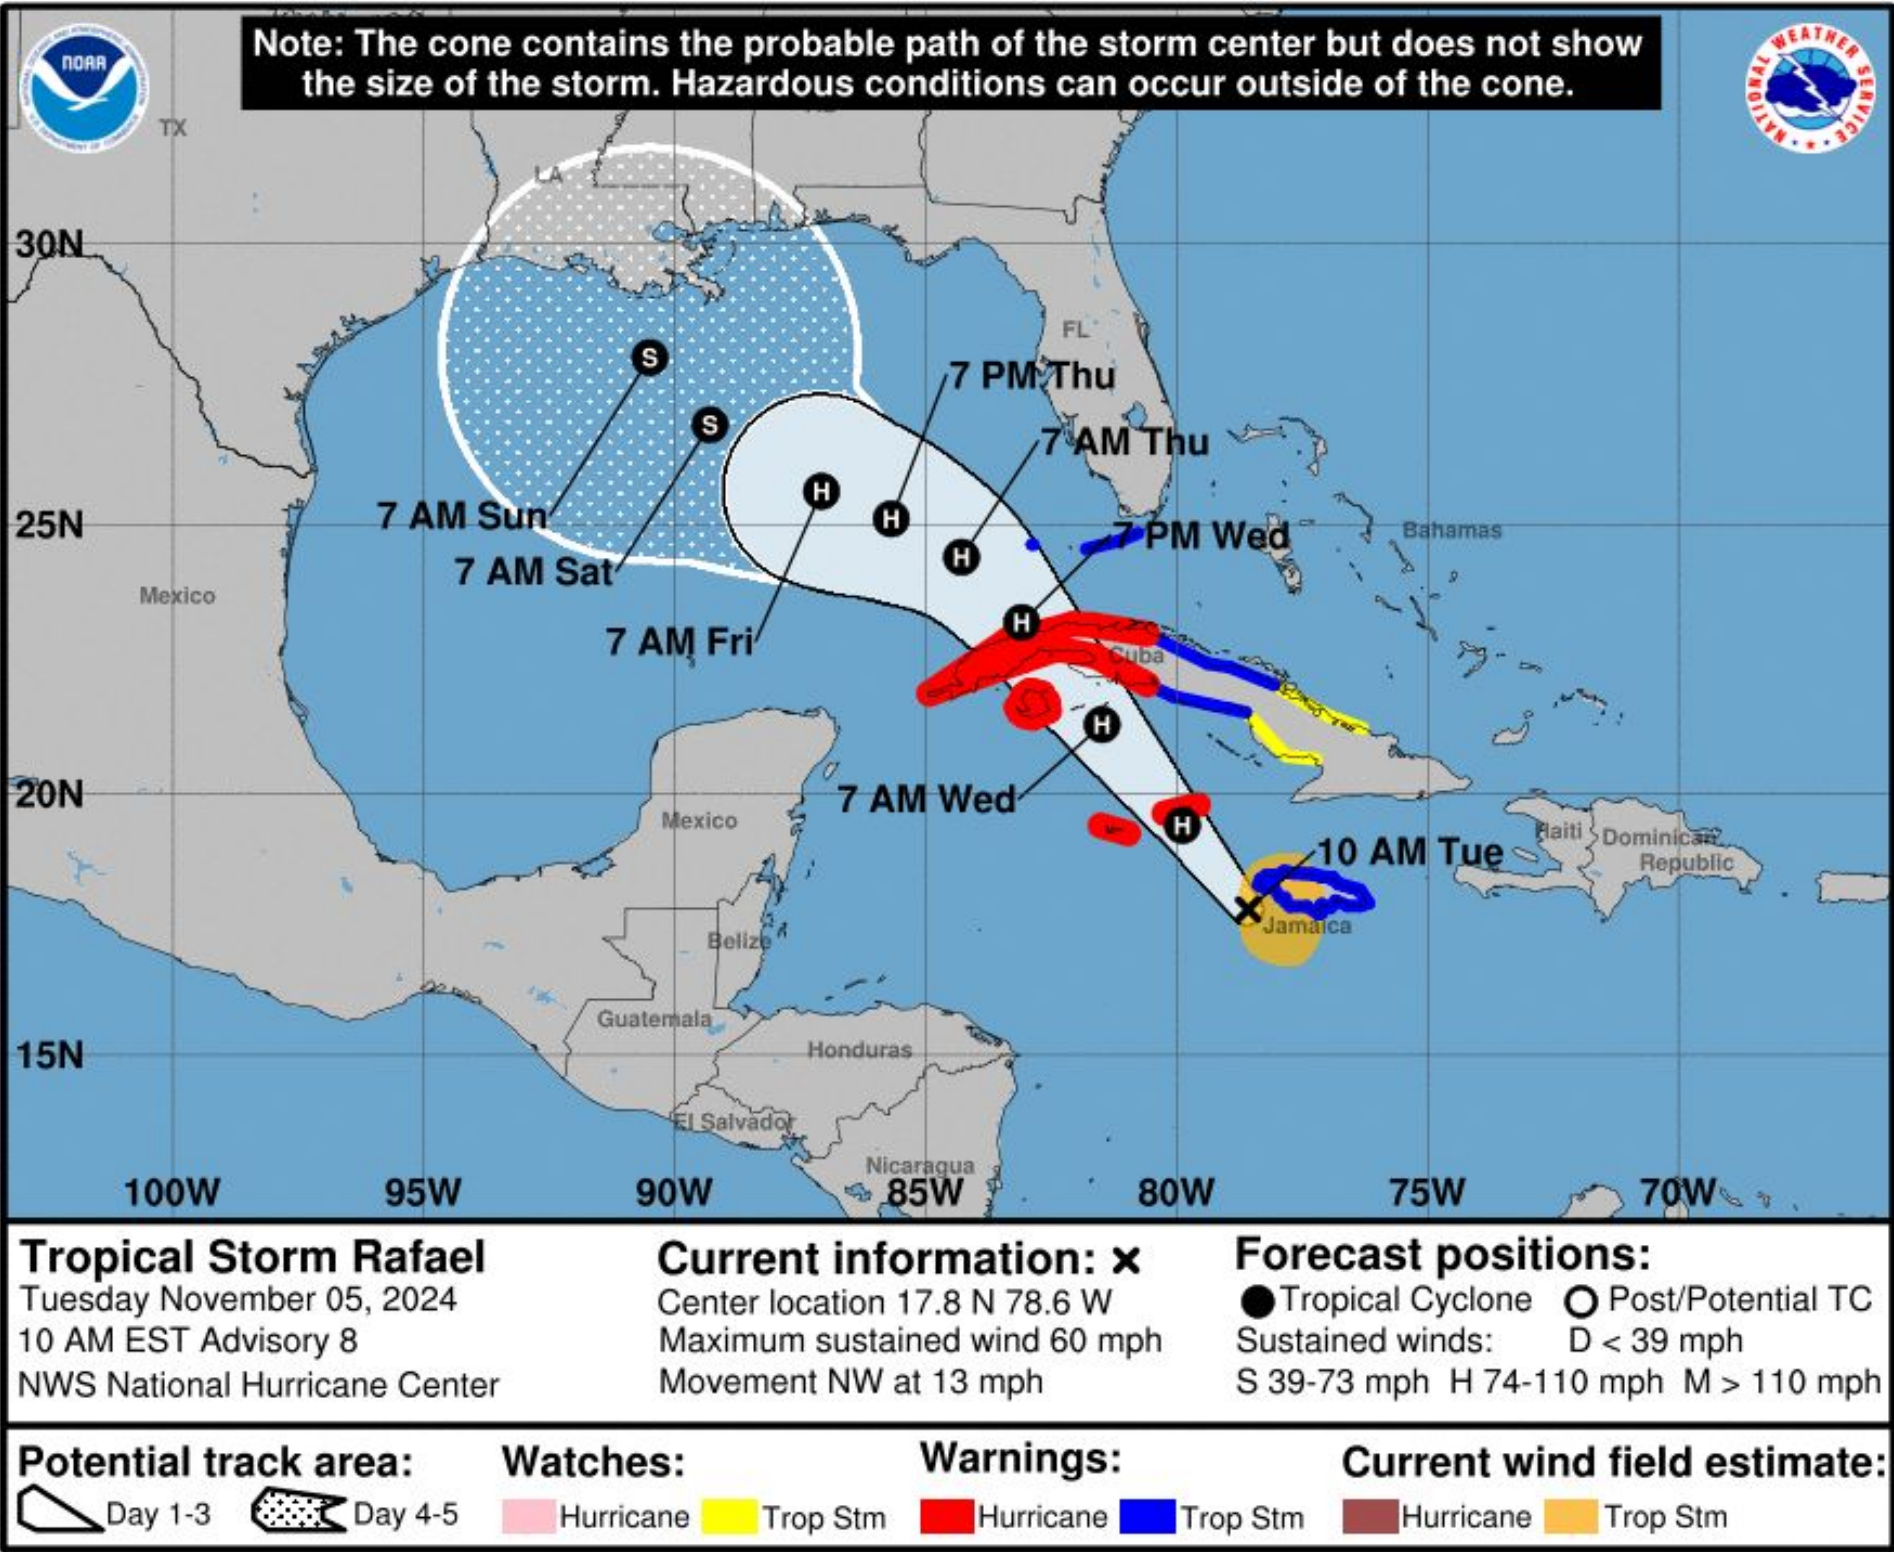 Note: The cone contains the probable path of the storm center but does not show
the size of the storm. Hazardous conditions can occur outside of the cone.
NOAA
NATIONAL WEATHER SERVICE
TX
LA
30N
FL
7 PM Thu
7 AM Thu
S
S
H
H
H
25N
7 AM Sun
7 PM Wed
Bahamas
7 AM Sat
Mexico
H
7 AM Fri
Cuba
H
20N
7 AM Wed
Mexico
H
Haiti
Dominican
Republic
10 AM Tue
Jamaica
Belize
Guatemala
15N
Honduras
El Salvador
Nicaragua
100W 95W 90W 85W 80W 75W 70W
Tropical Storm Rafael
Tuesday November 05, 2024
10 AM EST Advisory 8
NWS National Hurricane Center
Current information: x
Center location 17.8 N 78.6 W
Maximum sustained wind 60 mph
Movement NW at 13 mph
Forecast positions:
Tropical Cyclone Post/Potential TC
Sustained winds: D < 39 mph
S 39-73 mph H 74-110 mph M > 110 mph
Potential track area:
Day 1-3 Day 4-5
Watches:
Hurricane Trop Stm
Warnings:
Hurricane Trop Stm
Current wind field estimate:
Hurricane Trop Stm